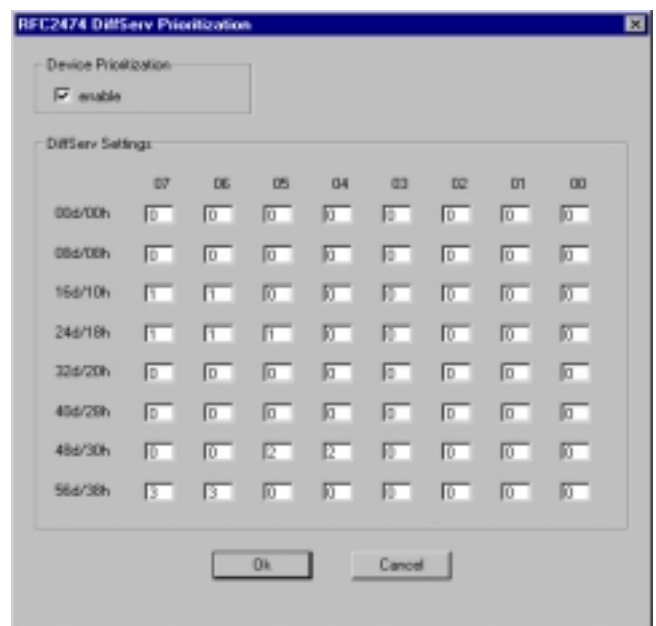 RFC2474 DiffServ Prioritization
Device Prioritization
enable
DiffServ Settings
07 06 05 04 03 02 01 00
00d/00h 0 0 0 0 0 0 0 0
08d/08h 0 0 0 0 0 0 0 0
16d/10h 1 1 0 0 0 0 0 0
24d/18h 1 1 1 0 0 0 0 0
32d/20h 0 0 0 0 0 0 0 0
40d/28h 0 0 0 0 0 0 0 0
48d/30h 0 0 2 2 0 0 0 0
56d/38h 3 3 0 0 0 0 0 0
Ok Cancel